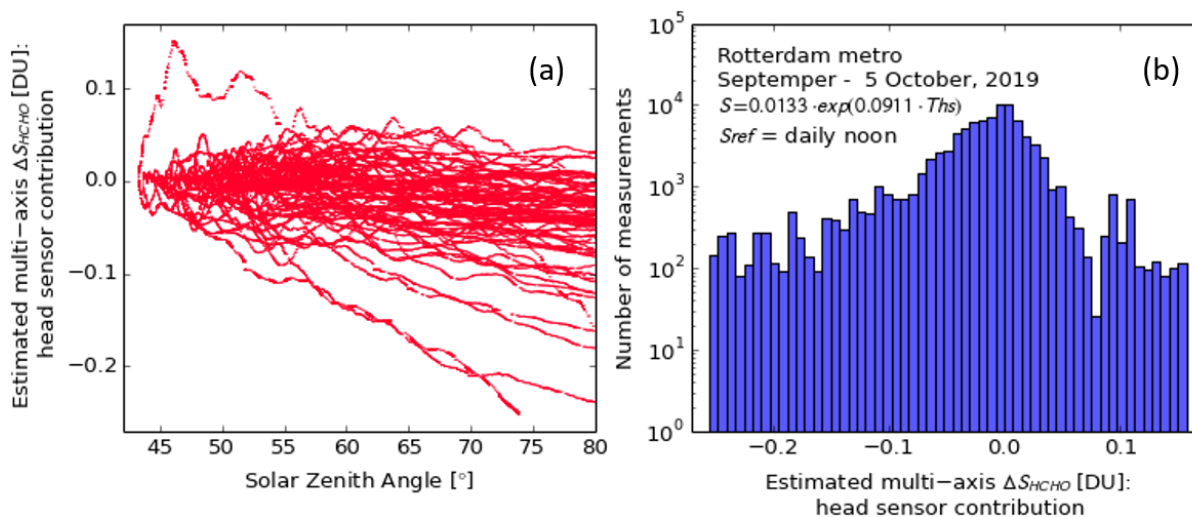 Estimated multi−axis ΔS_HCHO [DU]:
head sensor contribution
0.1
0.0
−0.1
−0.2
(a)
45 50 55 60 65 70 75 80
Solar Zenith Angle [°]
Number of measurements
10^5
10^4
10^3
10^2
10^1
10^0
Rotterdam metro
(b)
Septemper - 5 October, 2019
S=0.0133 ·exp(0.0911 · Ths)
Sref = daily noon
−0.2 −0.1 0.0 0.1
Estimated multi−axis ΔS_HCHO [DU]:
head sensor contribution